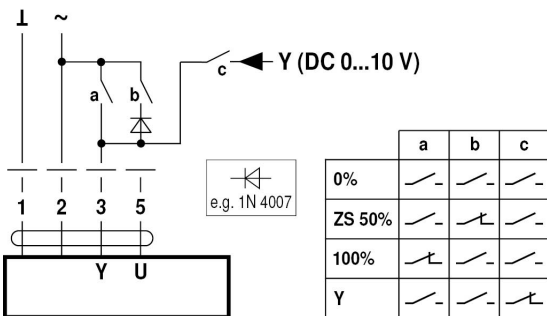 ⊥ ~
a b c Y (DC 0...10 V)
1 2 3 5
Y U
e.g. 1N 4007
a b c
0%
ZS 50%
100%
Y